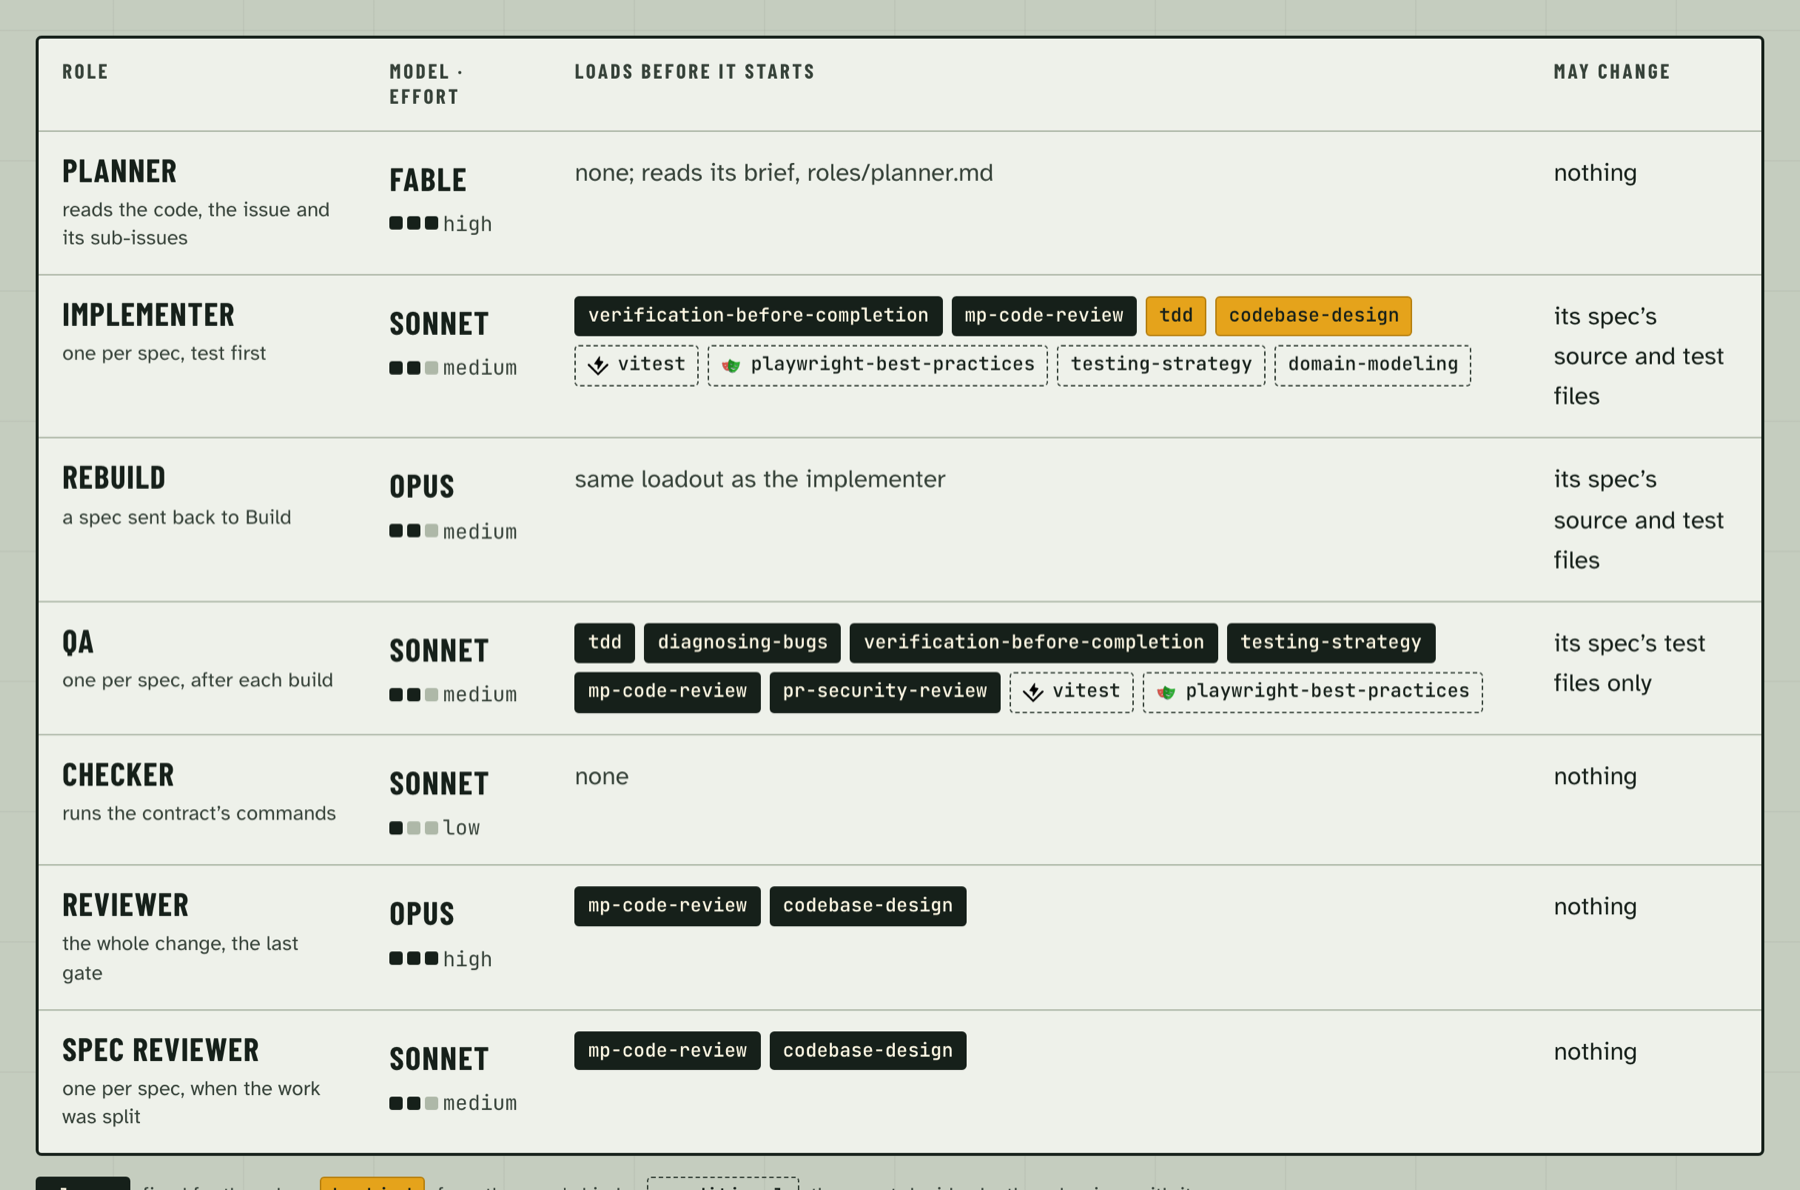 ROLE
MODEL ·
EFFORT
LOADS BEFORE IT STARTS
MAY CHANGE
PLANNER
reads the code, the issue and
its sub-issues
FABLE
high
none; reads its brief, roles/planner.md
nothing
IMPLEMENTER
one per spec, test first
SONNET
medium
verification-before-completion mp-code-review tdd codebase-design
vitest playwright-best-practices testing-strategy domain-modeling
its spec’s
source and test
files
REBUILD
a spec sent back to Build
OPUS
medium
same loadout as the implementer
its spec’s
source and test
files
QA
one per spec, after each build
SONNET
medium
tdd diagnosing-bugs verification-before-completion testing-strategy
mp-code-review pr-security-review vitest playwright-best-practices
its spec’s test
files only
CHECKER
runs the contract’s commands
SONNET
low
none
nothing
REVIEWER
the whole change, the last
gate
OPUS
high
mp-code-review codebase-design
nothing
SPEC REVIEWER
one per spec, when the work
was split
SONNET
medium
mp-code-review codebase-design
nothing